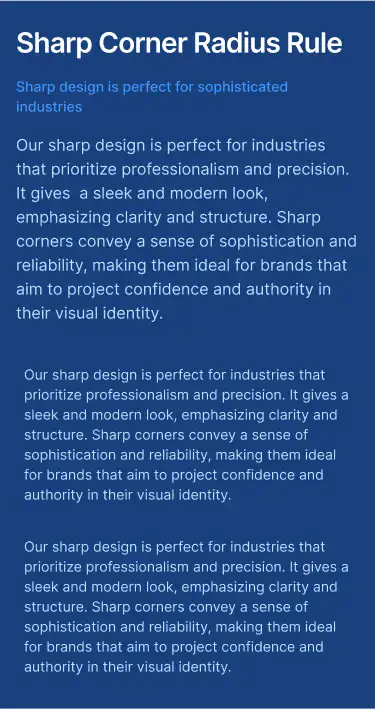 Sharp Corner Radius Rule
Sharp design is perfect for sophisticated
industries
Our sharp design is perfect for industries
that prioritize professionalism and precision.
It gives  a sleek and modern look,
emphasizing clarity and structure. Sharp
corners convey a sense of sophistication and
reliability, making them ideal for brands that
aim to project confidence and authority in
their visual identity.
Our sharp design is perfect for industries that
prioritize professionalism and precision. It gives a
sleek and modern look, emphasizing clarity and
structure. Sharp corners convey a sense of
sophistication and reliability, making them ideal
for brands that aim to project confidence and
authority in their visual identity.
Our sharp design is perfect for industries that
prioritize professionalism and precision. It gives a
sleek and modern look, emphasizing clarity and
structure. Sharp corners convey a sense of
sophistication and reliability, making them ideal
for brands that aim to project confidence and
authority in their visual identity.